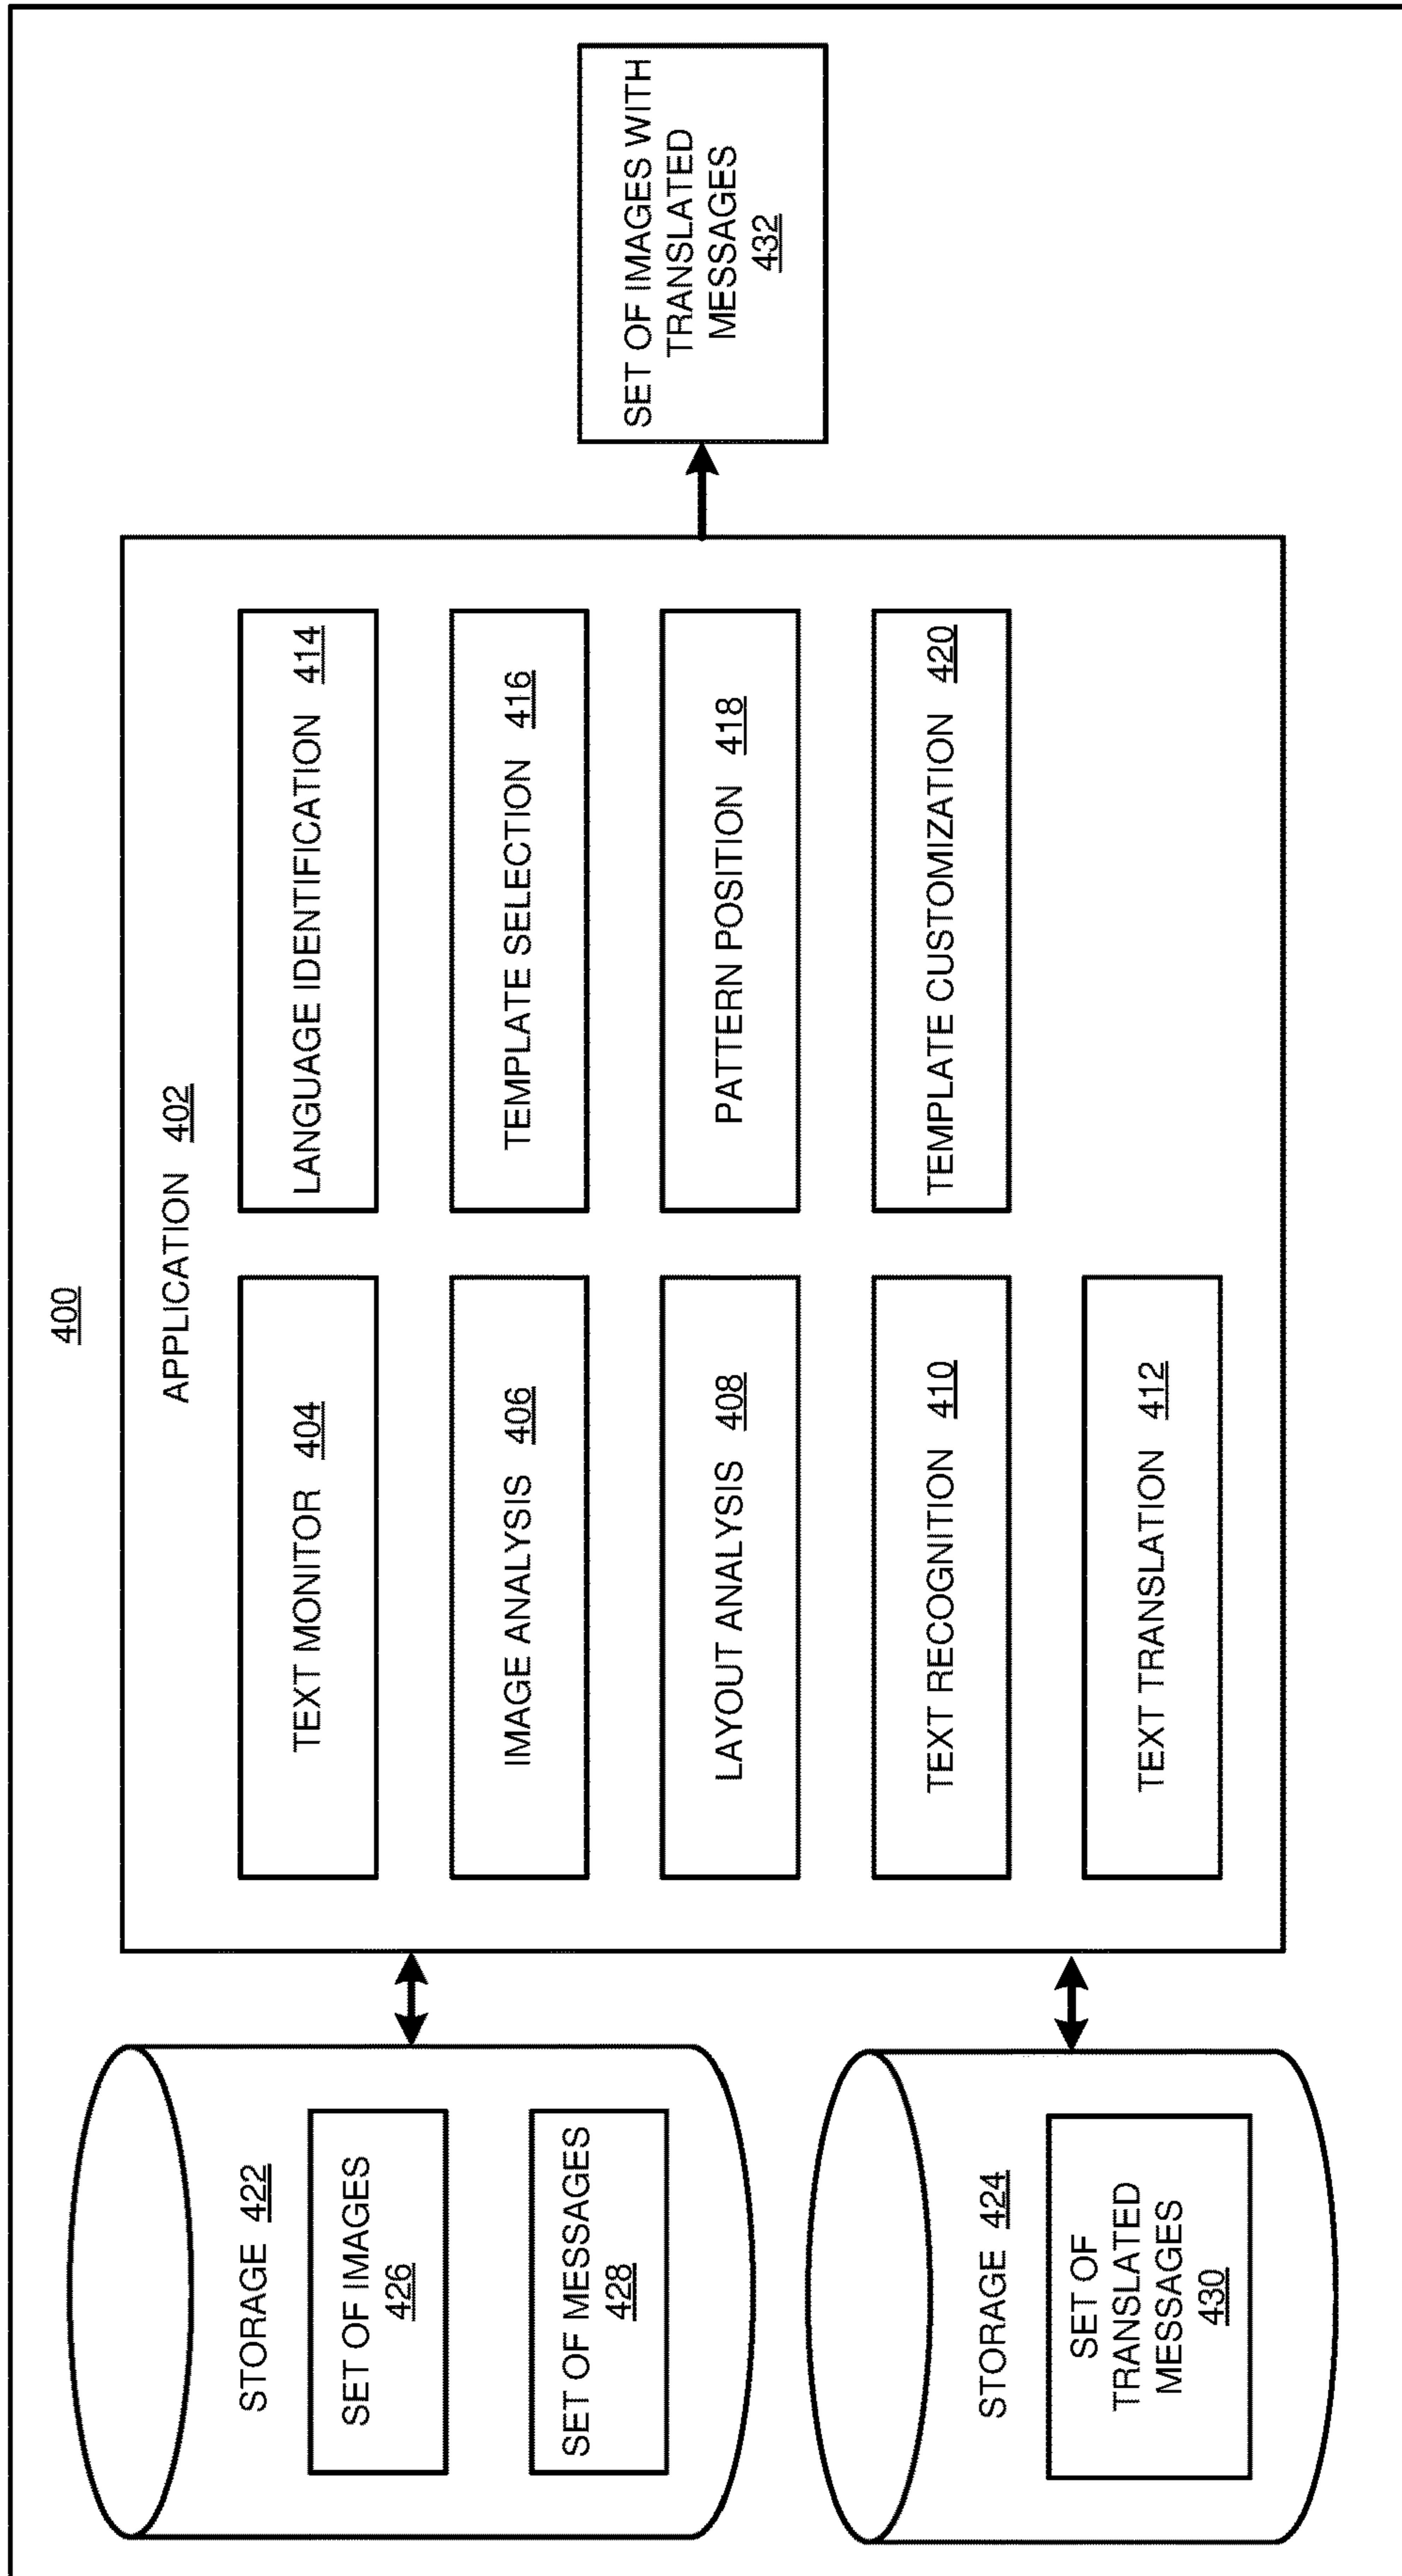 400
STORAGE 422
SET OF IMAGES
426
SET OF MESSAGES
428
STORAGE 424
SET OF
TRANSLATED
MESSAGES
430
APPLICATION 402
TEXT MONITOR 404
IMAGE ANALYSIS 406
LAYOUT ANALYSIS 408
TEXT RECOGNITION 410
TEXT TRANSLATION 412
LANGUAGE IDENTIFICATION 414
TEMPLATE SELECTION 416
PATTERN POSITION 418
TEMPLATE CUSTOMIZATION 420
SET OF IMAGES WITH
TRANSLATED
MESSAGES
432